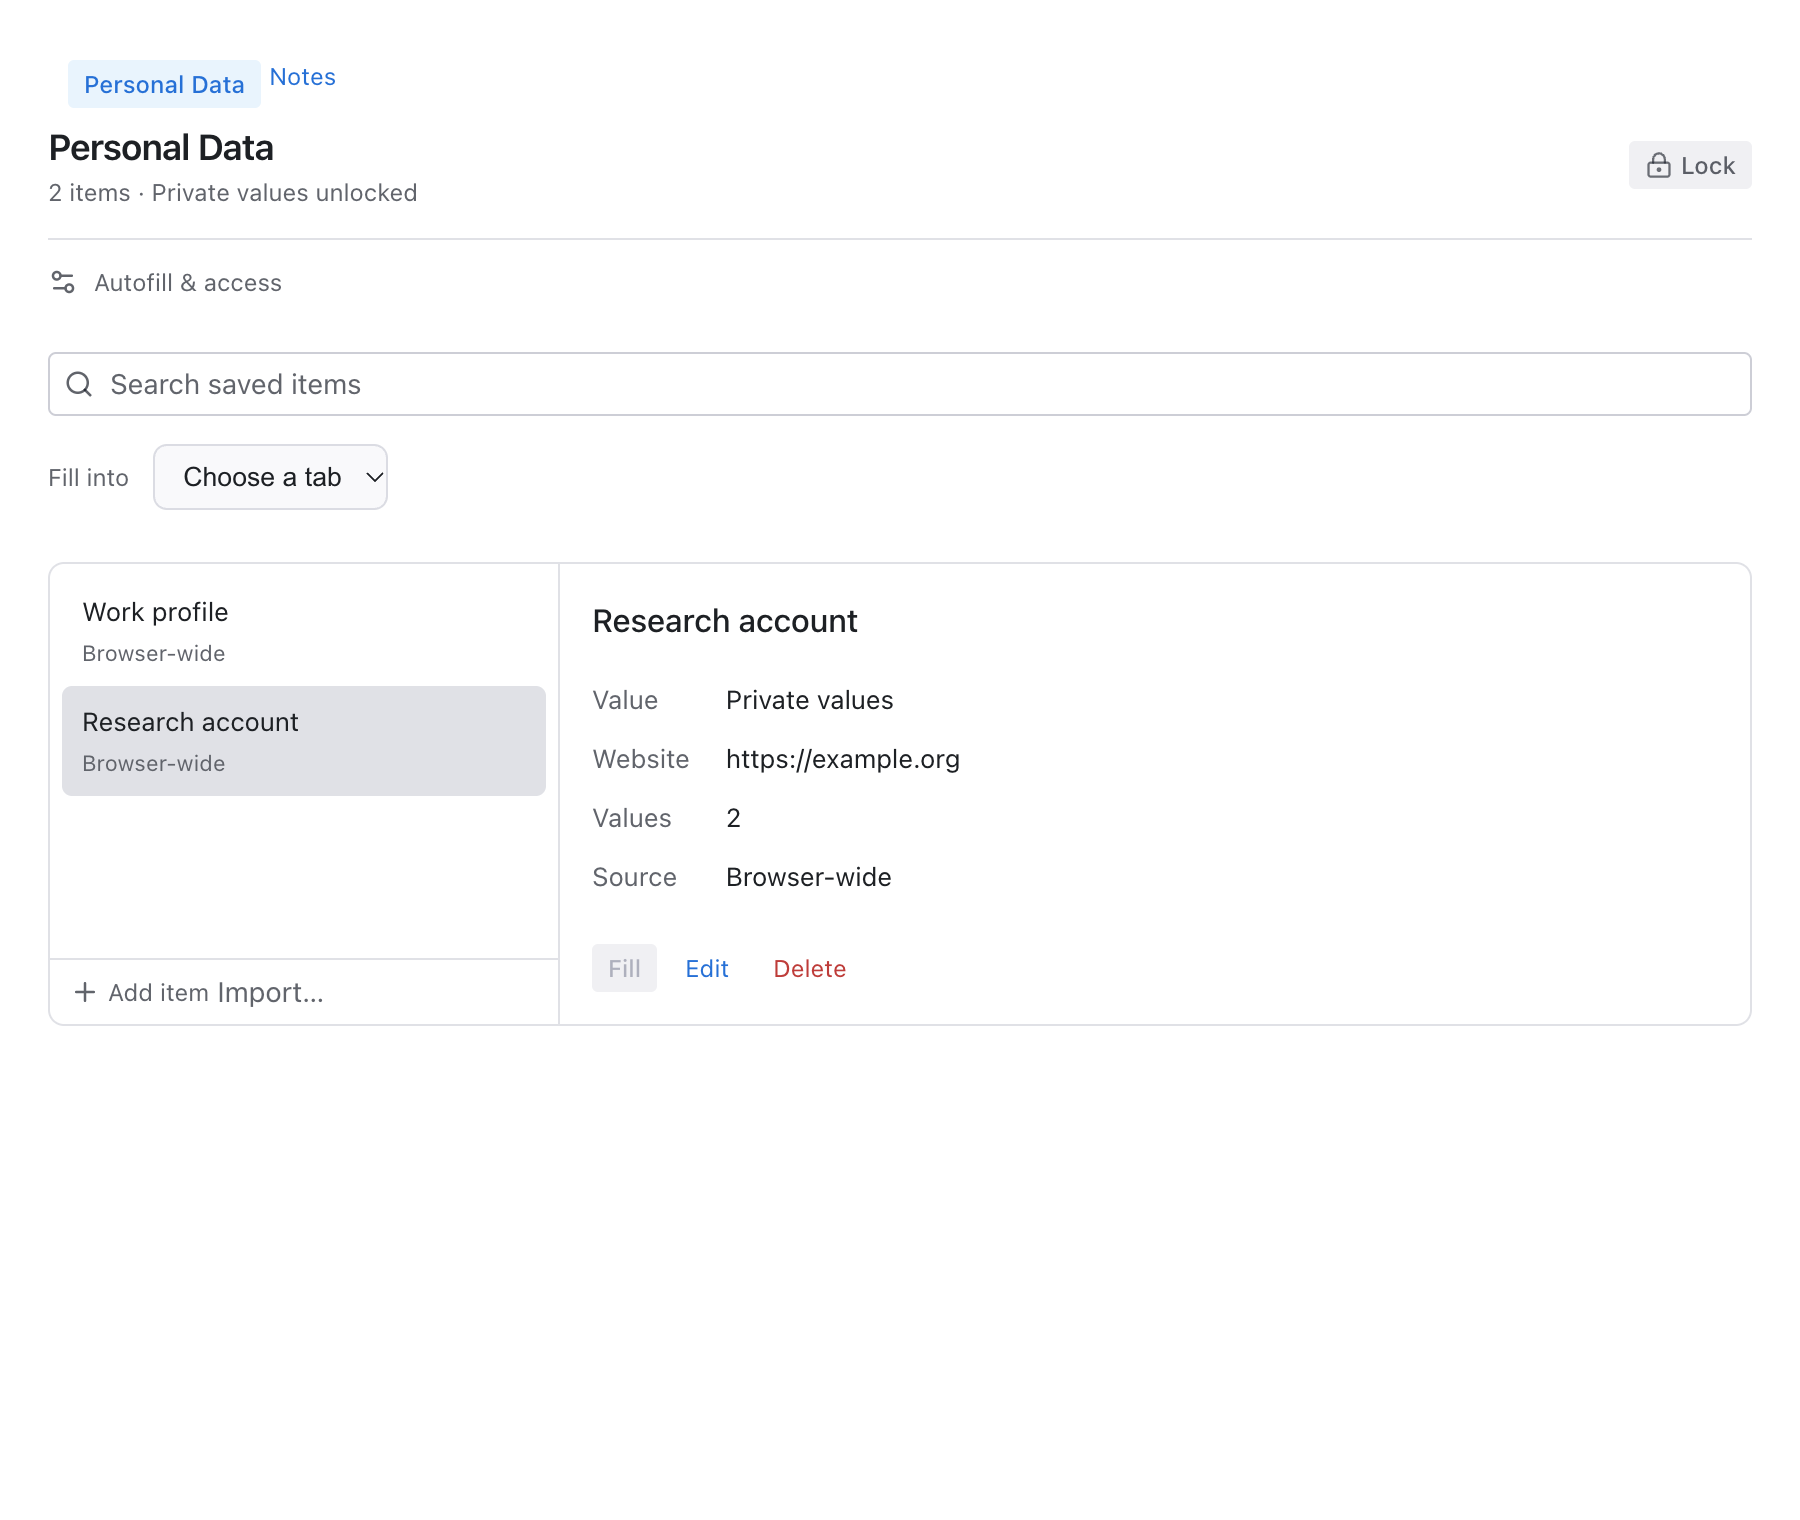 Personal Data Notes
Personal Data
2 items · Private values unlocked
Lock
Autofill & access
Search saved items
Fill into Choose a tab
Work profile
Browser-wide
Research account
Browser-wide
+ Add item Import...
Research account
Value Private values
Website https://example.org
Values 2
Source Browser-wide
Fill Edit Delete